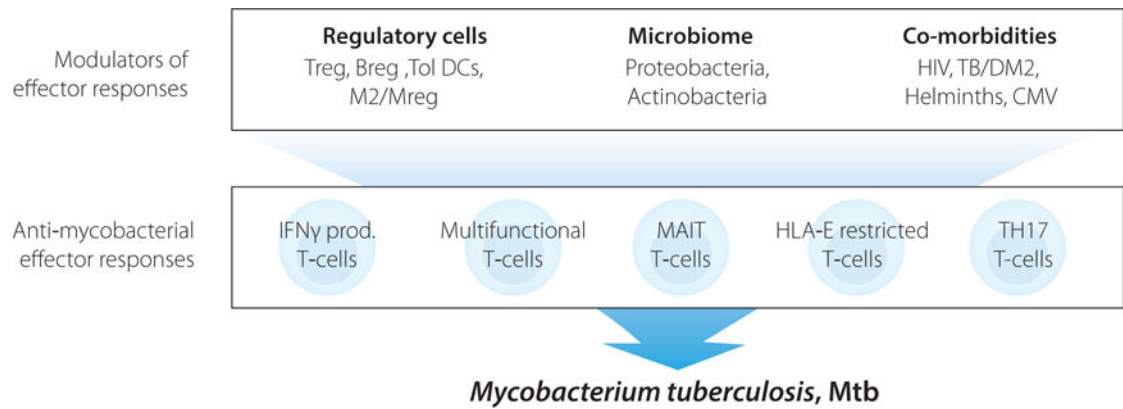 Modulators of
effector responses
Regulatory cells
Treg, Breg ,Tol DCs,
M2/Mreg
Microbiome
Proteobacteria,
Actinobacteria
Co-morbidities
HIV, TB/DM2,
Helminths, CMV
Anti-mycobacterial
effector responses
IFNγ prod.
T-cells
Multifunctional
T-cells
MAIT
T-cells
HLA-E restricted
T-cells
TH17
T-cells
Mycobacterium tuberculosis, Mtb